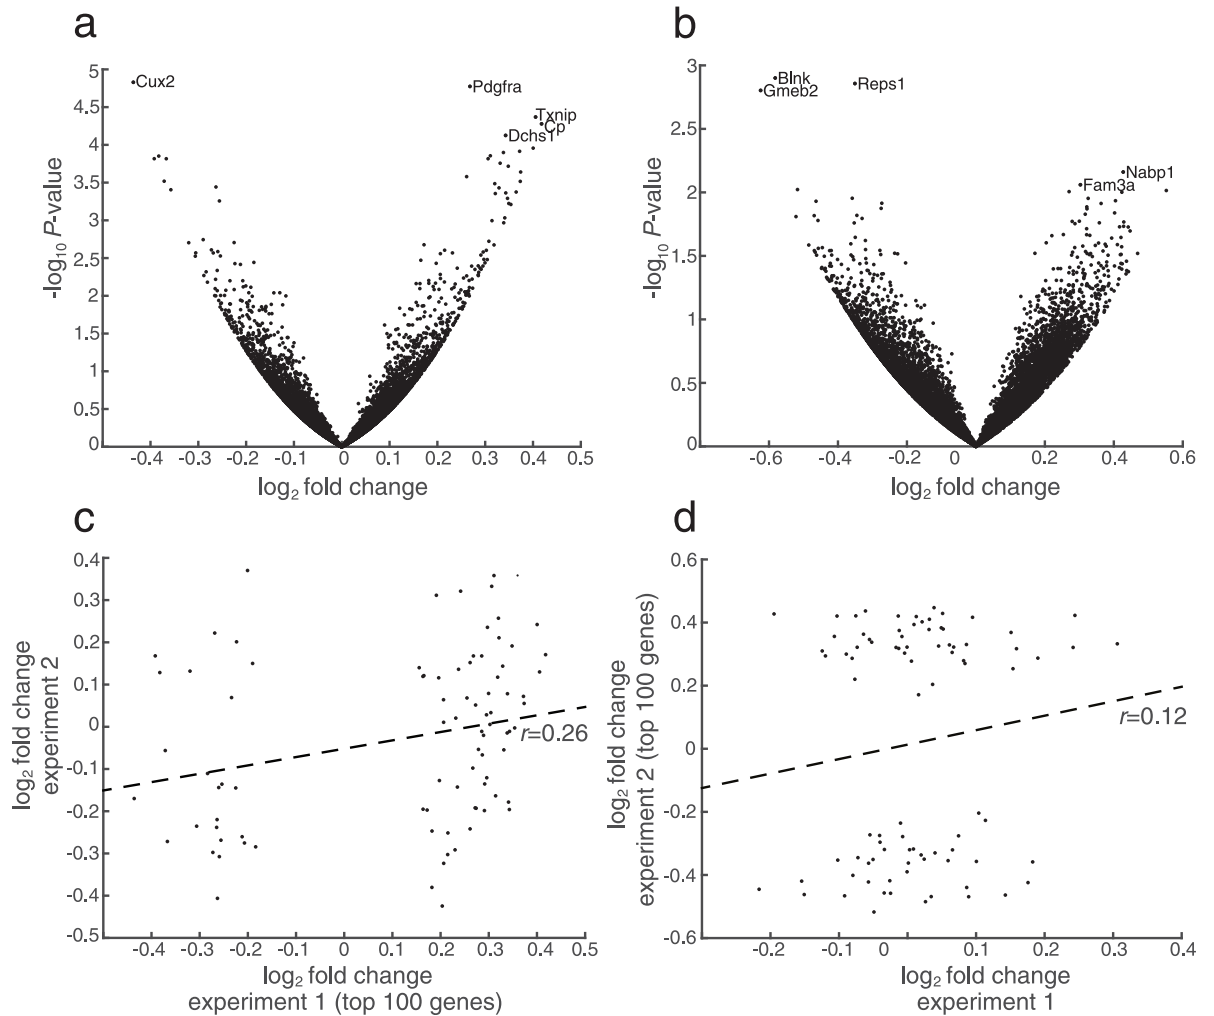 a
5
4.5
4
3.5
3
2.5
2
1.5
1
0.5
0
-log10 P-value
Cux2
Pdgfra
Txnip
Cp
Dchs1
-0.4 -0.3 -0.2 -0.1 0 0.1 0.2 0.3 0.4 0.5
log2 fold change
b
3
2.5
2
1.5
1
0.5
0
-log10 P-value
Blnk
Gmeb2
Reps1
Nabp1
Fam3a
-0.6 -0.4 -0.2 0 0.2 0.4 0.6
log2 fold change
c
0.4
0.3
0.2
0.1
0
-0.1
-0.2
-0.3
-0.4
-0.5
log2 fold change
experiment 2
r=0.26
-0.4 -0.3 -0.2 -0.1 0 0.1 0.2 0.3 0.4 0.5
log2 fold change
experiment 1 (top 100 genes)
d
0.6
0.4
0.2
0
-0.2
-0.4
-0.6
log2 fold change
experiment 2 (top 100 genes)
r=0.12
-0.2 -0.1 0 0.1 0.2 0.3 0.4
log2 fold change
experiment 1